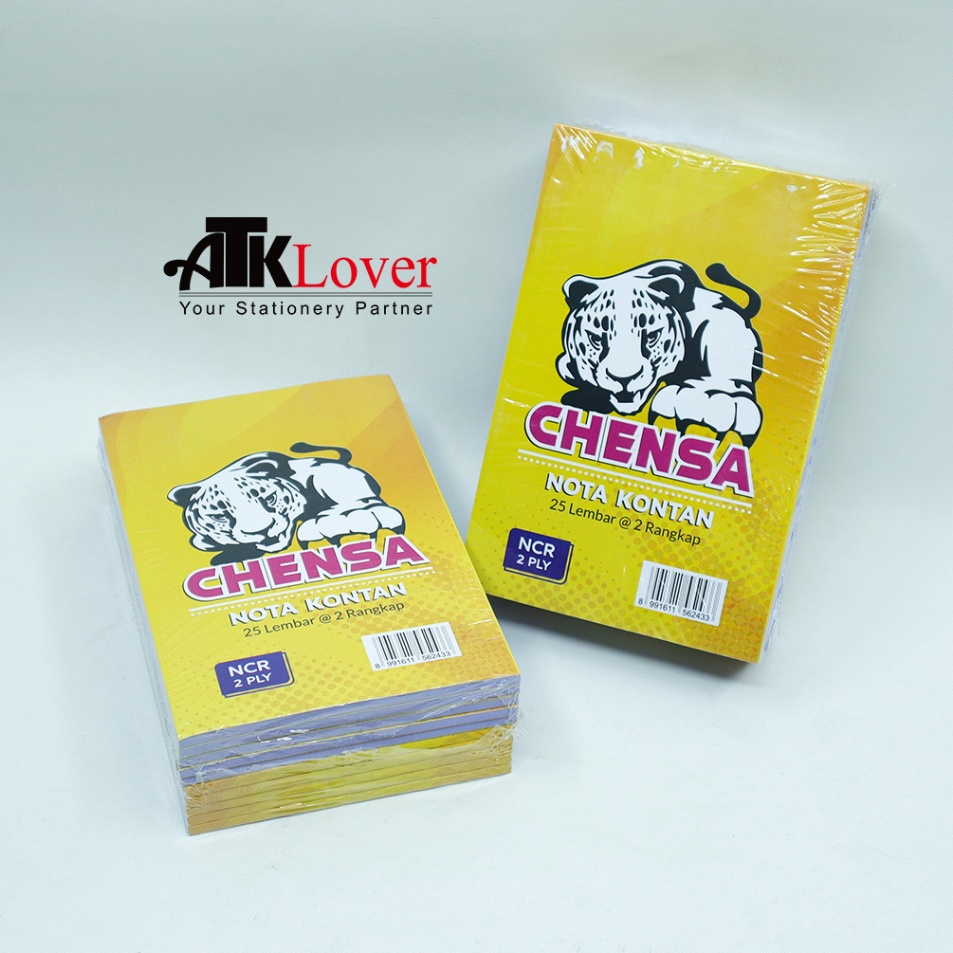 ATKLover
Your Stationery Partner
CHENSA
NOTA KONTAN
25 Lembar @ 2 Rangkap
NCR
2 PLY
8 991611 562433
CHENSA
NOTA KONTAN
25 Lembar @ 2 Rangkap
NCR
2 PLY
8 991611 562433